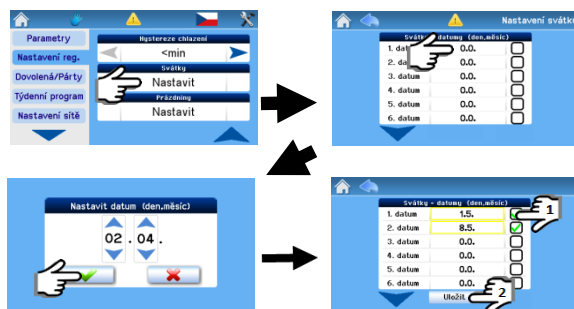 Parametry
Nastavení reg.
Dovolená/Párty
Týdenní program
Nastavení sítě
Hystereze chlazení
<min
Svátky
Nastavit
Prázdniny
Nastavit
Nastavení svátků
datumy (den,měsíc)
1. datum 0.0.
2. 0.0.
3. datum 0.0.
4. datum 0.0.
5. datum 0.0.
6. datum 0.0.
Nastavit datum (den.měsíc)
02 . 04 .
Svátky - datumy (den,měsíc)
1. datum 1.5.
2. datum 8.5.
3. datum 0.0.
4. datum 0.0.
5. datum 0.0.
6. datum 0.0.
Uložit
1
2